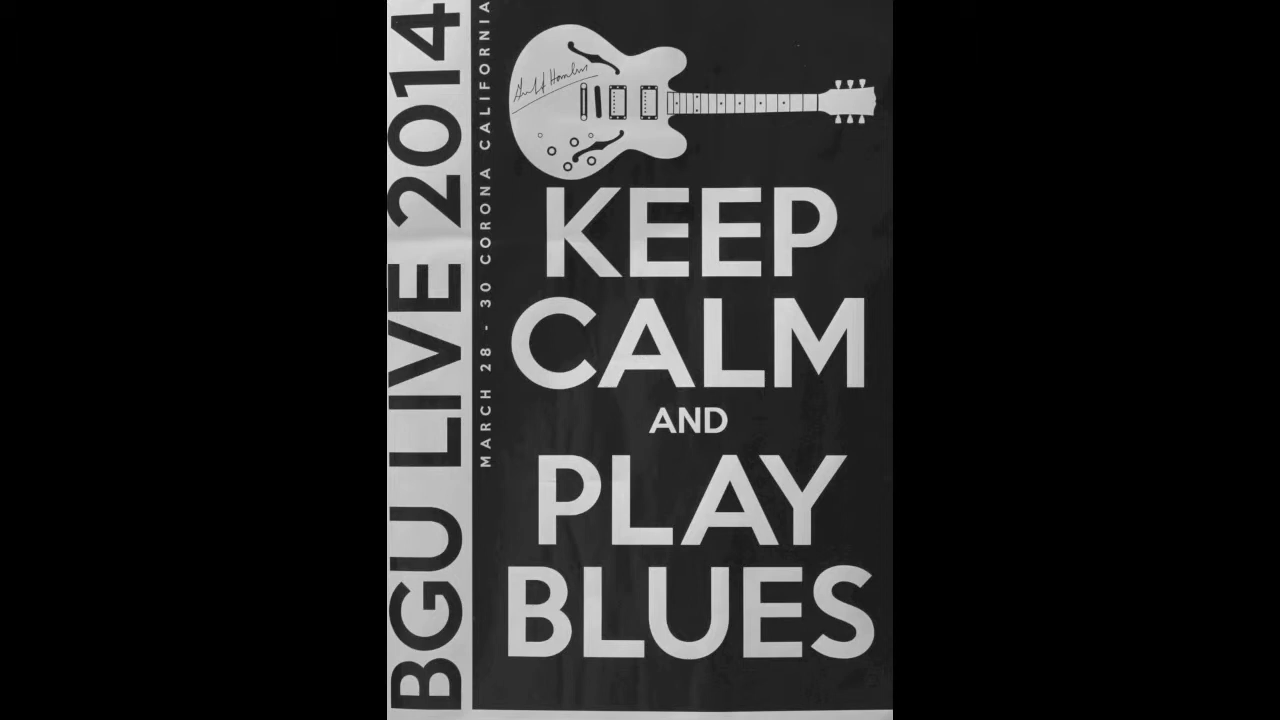 BGU LIVE 2014
MARCH 28 - 30 CORONA CALIFORNIA
KEEP
CALM
AND
PLAY
BLUES